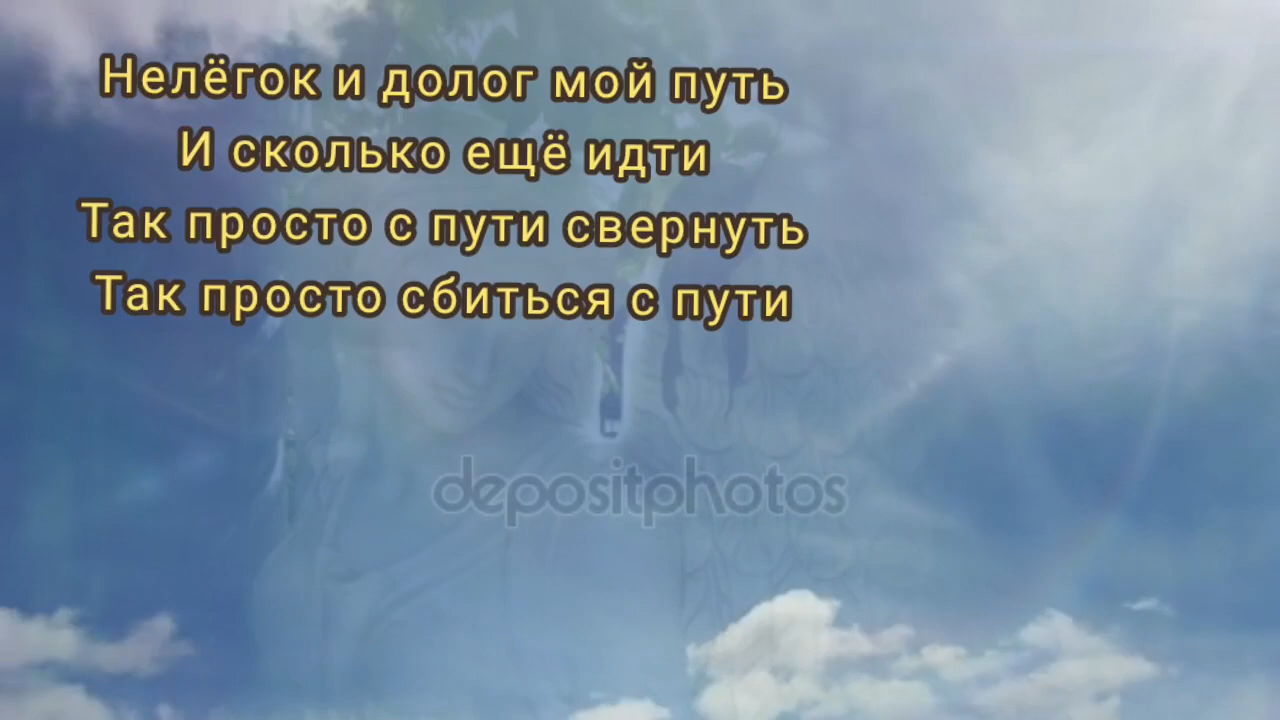 Нелёгок и долог мой путь
И сколько ещё идти
Так просто с пути свернуть
Так просто сбиться с пути
depositphotos